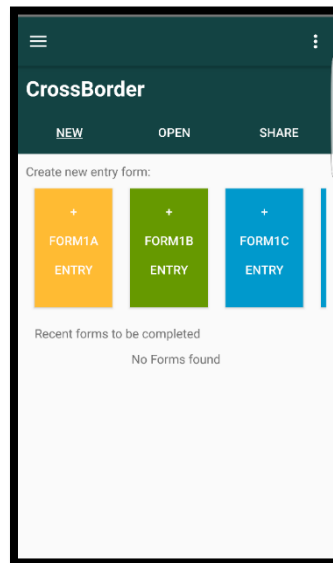 CrossBorder
NEW OPEN SHARE
Create new entry form:
+ + +
FORM1A FORM1B FORM1C
ENTRY ENTRY ENTRY
Recent forms to be completed
No Forms found